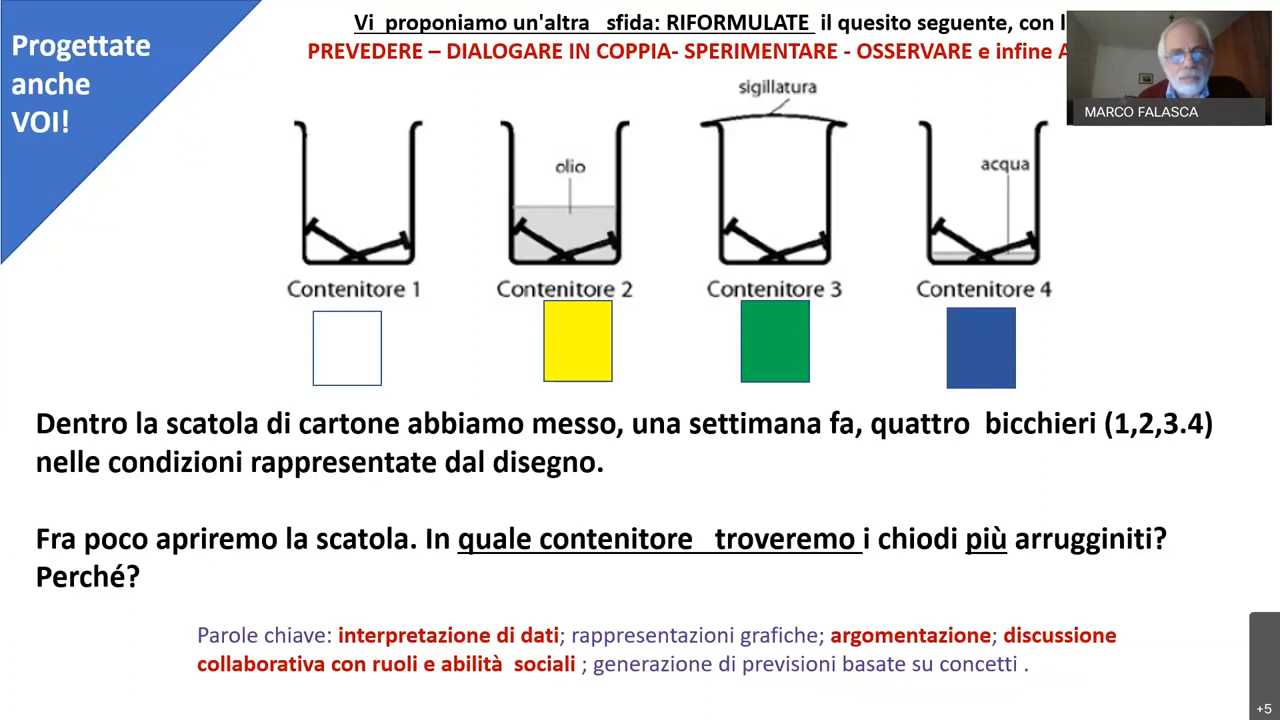 Progettate
anche
VOI!
Vi proponiamo un'altra sfida: RIFORMULATE il quesito seguente, con l
PREVEDERE – DIALOGARE IN COPPIA- SPERIMENTARE - OSSERVARE e infine A
MARCO FALASCA
sigillatura
olio
acqua
Contenitore 1
Contenitore 2
Contenitore 3
Contenitore 4
Dentro la scatola di cartone abbiamo messo, una settimana fa, quattro bicchieri (1,2,3.4)
nelle condizioni rappresentate dal disegno.
Fra poco apriremo la scatola. In quale contenitore troveremo i chiodi più arrugginiti?
Perché?
Parole chiave: interpretazione di dati; rappresentazioni grafiche; argomentazione; discussione
collaborativa con ruoli e abilità sociali ; generazione di previsioni basate su concetti .
+5